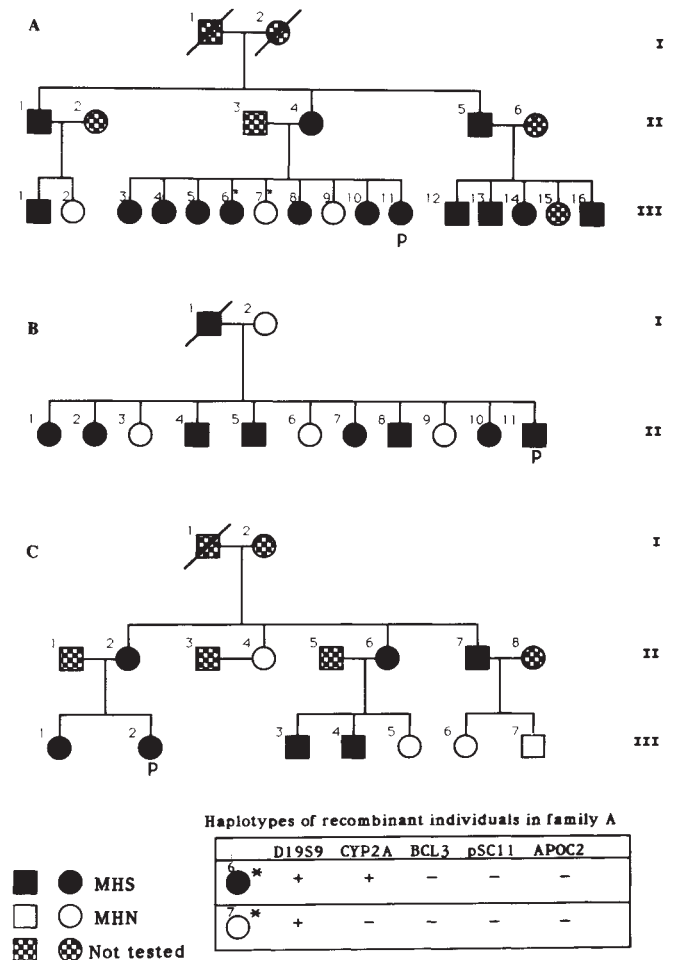 A
1 2
I
1 2 3 4 5 6
II
1 2 3 4 5 6* 7* 8 9 10 11 12 13 14 15 16
III
P
B
1 2
I
1 2 3 4 5 6 7 8 9 10 11
II
P
C
1 2
I
1 2 3 4 5 6 7 8
II
1 2 3 4 5 6 7
III
P
Haplotypes of recombinant individuals in family A
D19S9 CYP2A BCL3 pSC11 APOC2
6 * + + - - -
7 * + - - - -
MHS
MHN
Not tested